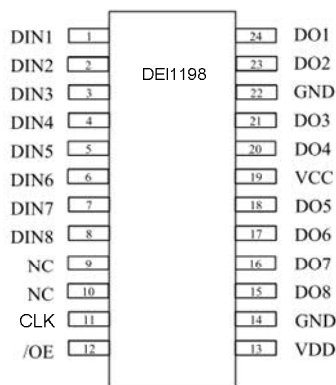 DIN1 1 24 DO1
DIN2 2 DEI1198 23 DO2
DIN3 3 22 GND
DIN4 4 21 DO3
DIN5 5 20 DO4
DIN6 6 19 VCC
DIN7 7 18 DO5
DIN8 8 17 DO6
NC 9 16 DO7
NC 10 15 DO8
CLK 11 14 GND
/OE 12 13 VDD